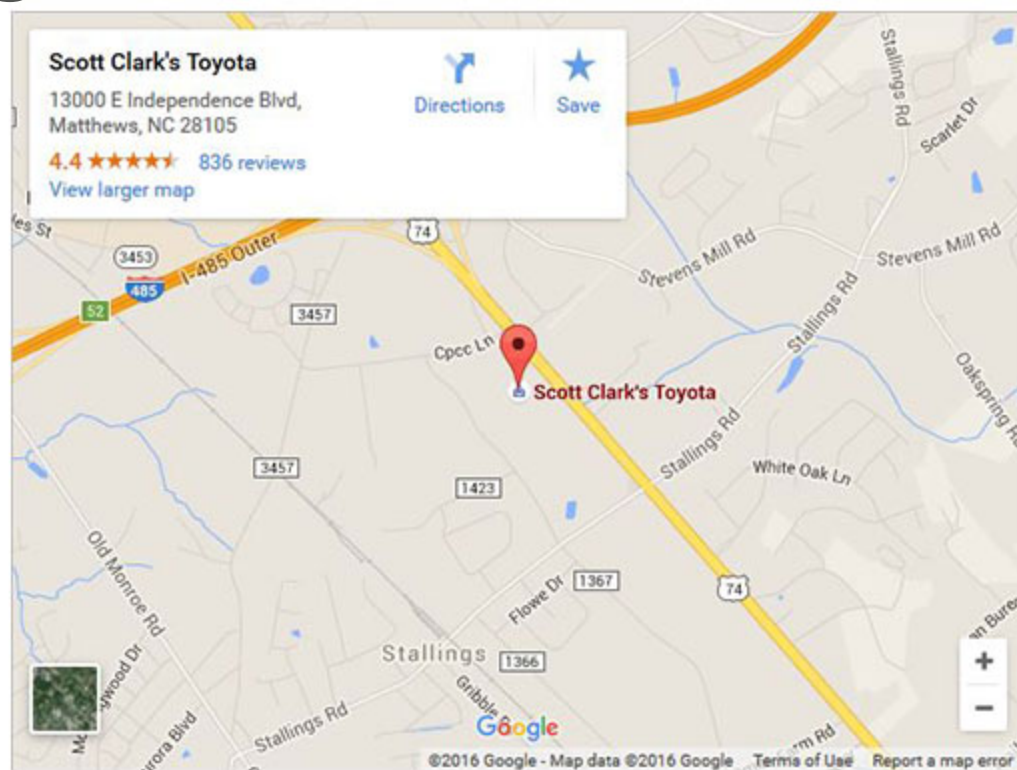 Scott Clark's Toyota
13000 E Independence Blvd,
Matthews, NC 28105
4.4
836 reviews
View larger map
Directions
Save
Stallings Rd
Scarlet Dr
74
Stevens Mill Rd
Stevens Mill Rd
3453
I-485 Outer
485
52
3457
Cpcc Ln
Stallings Rd
Scott Clark's Toyota
Stallings Rd
White Oak Ln
3457
1423
Old Monroe Rd
Flowe Dr
1367
74
Stallings
1366
Gribble
Stallings Rd
Google
©2016 Google - Map data ©2016 Google
Terms of Use
Report a map error
+
−